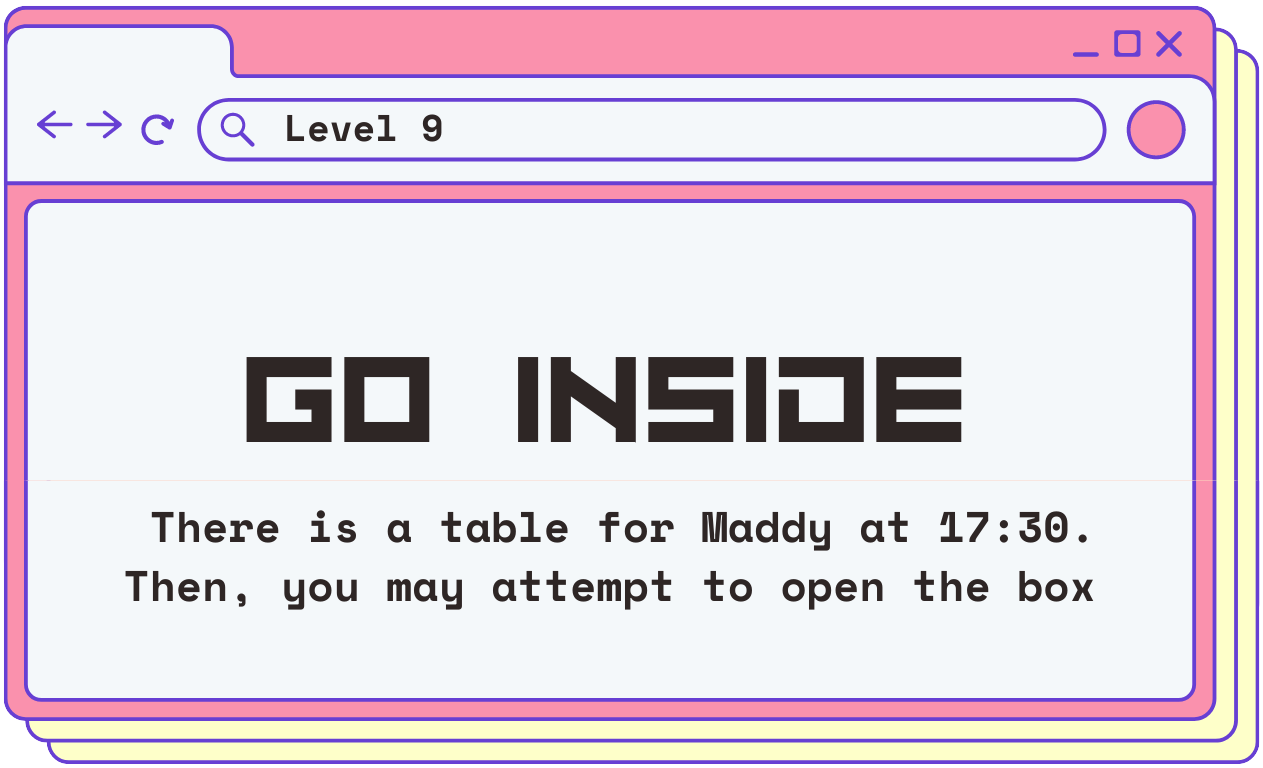 Level 9
GO INSIDE
There is a table for Maddy at 17:30.
Then, you may attempt to open the box